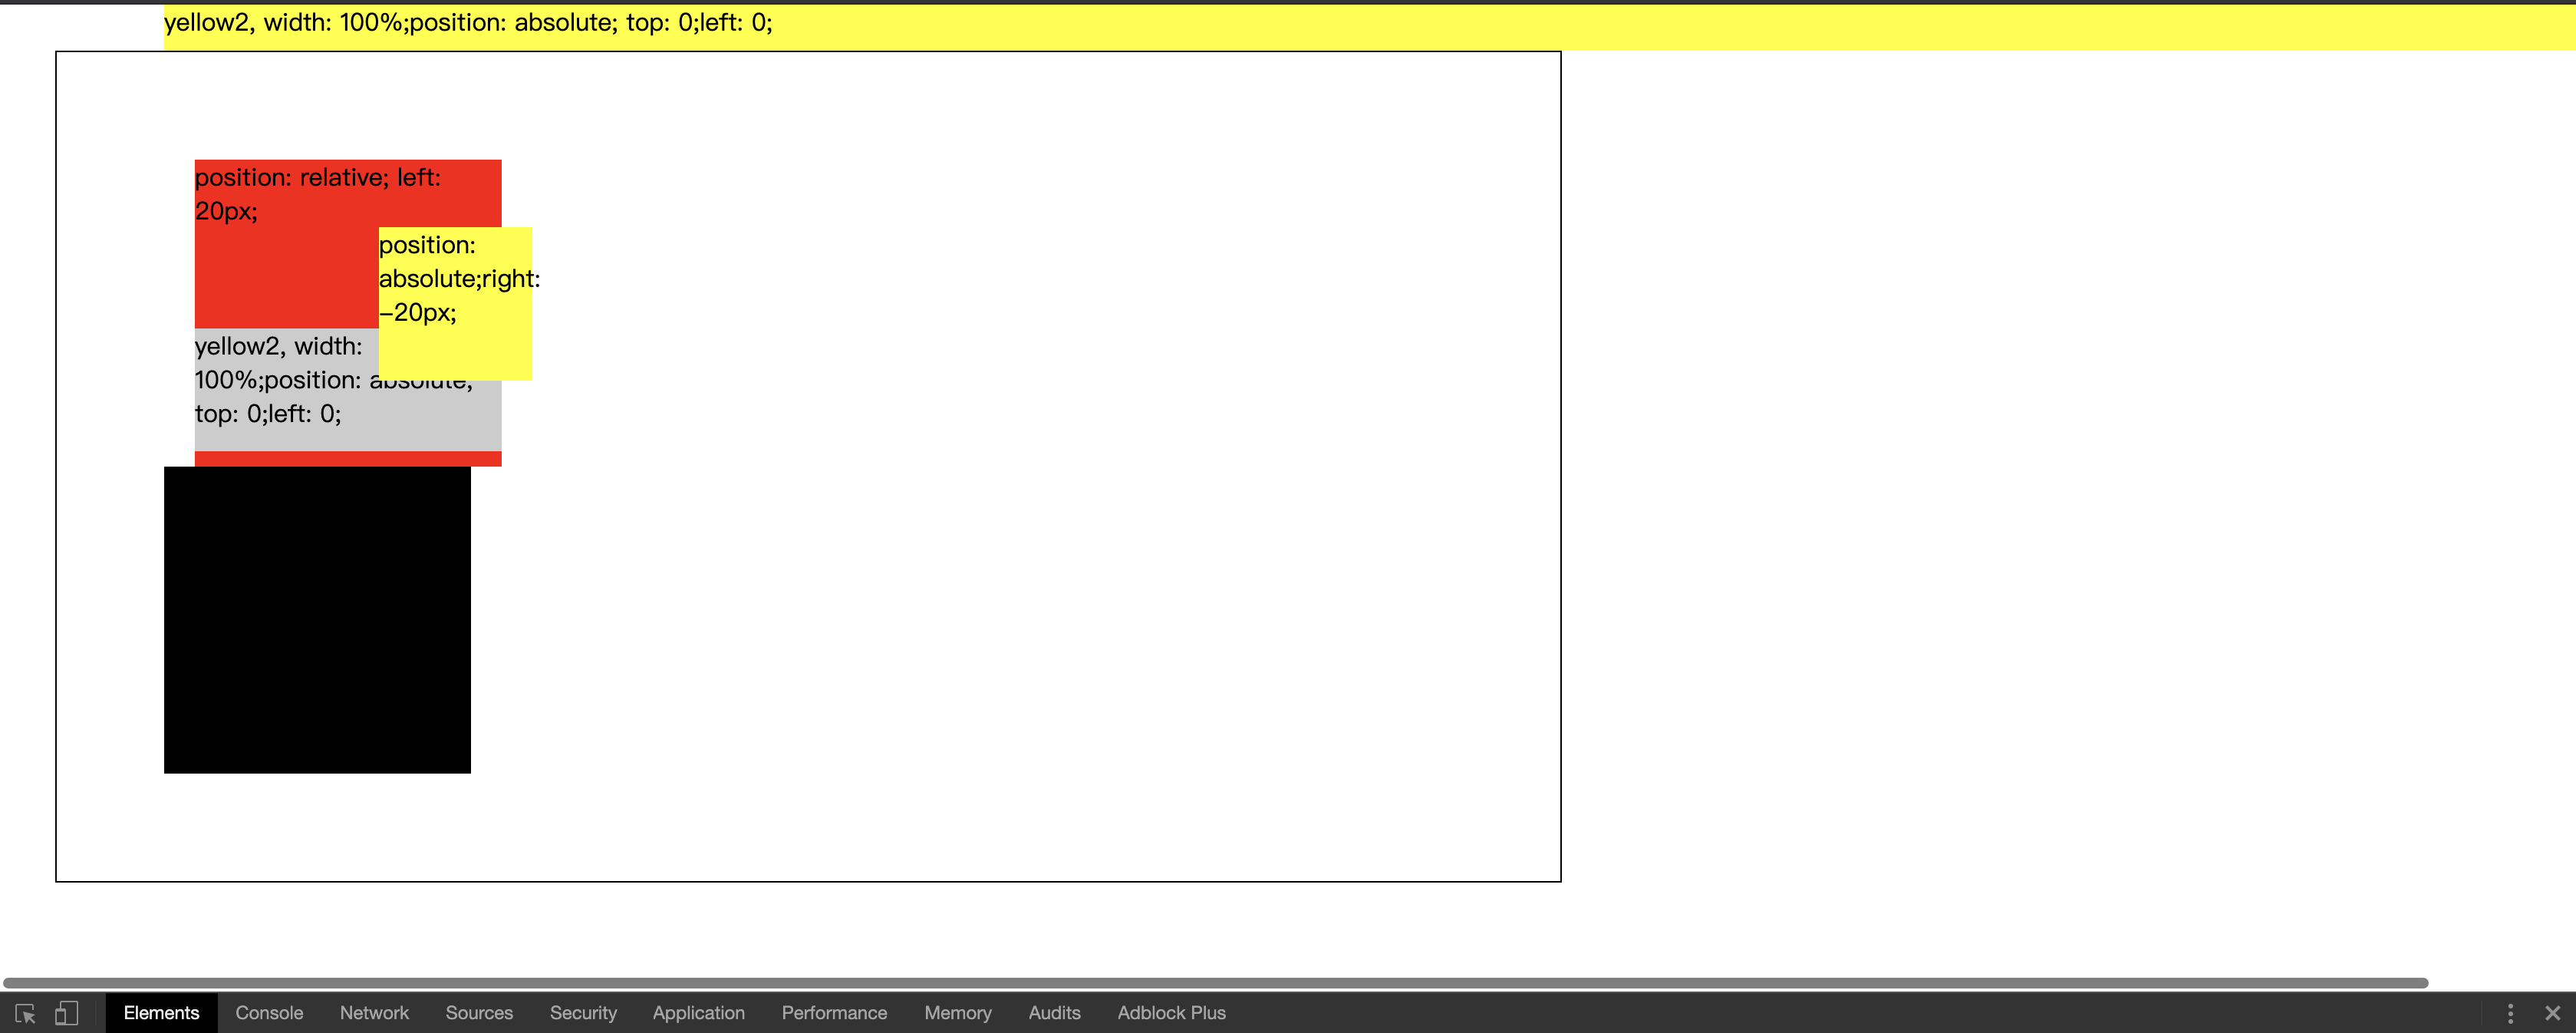 yellow2, width: 100%;position: absolute; top: 0;left: 0;
position: relative; left:
20px;
position:
absolute;right:
-20px;
yellow2, width:
100%;position: absolute;
top: 0;left: 0;
Elements Console Network Sources Security Application Performance Memory Audits Adblock Plus